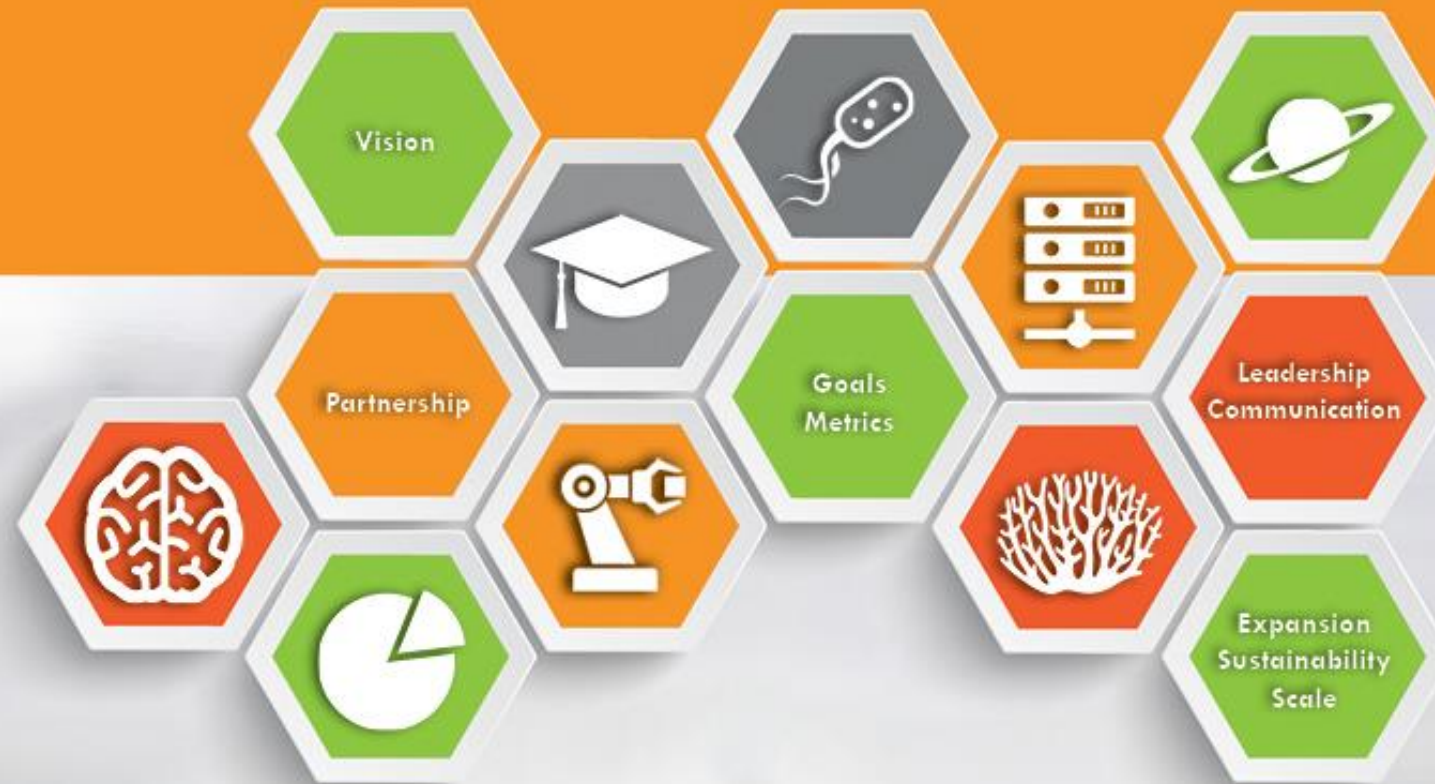 Vision
Partnership
Goals
Metrics
Leadership
Communication
Expansion
Sustainability
Scale